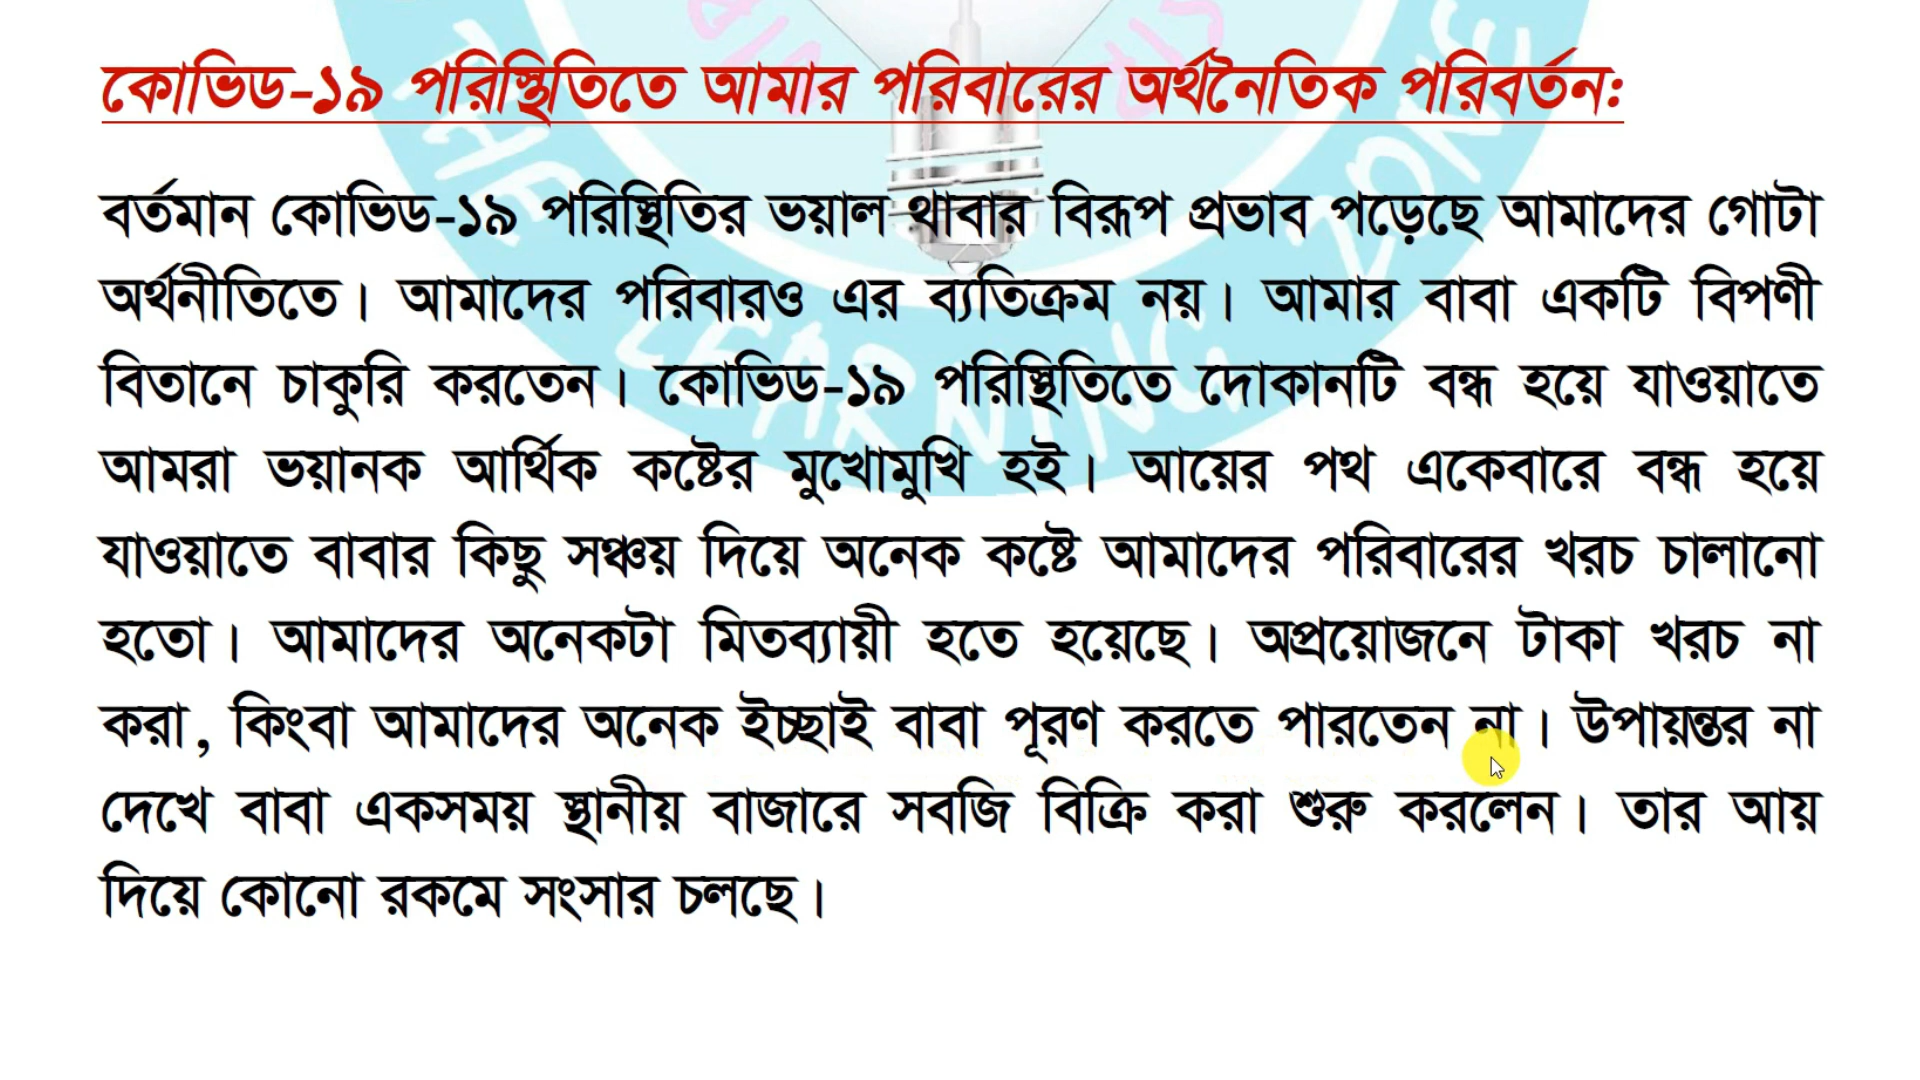 কোভিড-১৯ পরিস্থিতিতে আমার পরিবারের অর্থনৈতিক পরিবর্তন:
বর্তমান কোভিড-১৯ পরিস্থিতির ভয়াল থাবার বিরূপ প্রভাব পড়েছে আমাদের গোটা
অর্থনীতিতে। আমাদের পরিবারও এর ব্যতিক্রম নয়। আমার বাবা একটি বিপণী
বিতানে চাকুরি করতেন। কোভিড-১৯ পরিস্থিতিতে দোকানটি বন্ধ হয়ে যাওয়াতে
আমরা ভয়ানক আর্থিক কষ্টের মুখোমুখি হই। আয়ের পথ একেবারে বন্ধ হয়ে
যাওয়াতে বাবার কিছু সঞ্চয় দিয়ে অনেক কষ্টে আমাদের পরিবারের খরচ চালানো
হতো। আমাদের অনেকটা মিতব্যায়ী হতে হয়েছে। অপ্রয়োজনে টাকা খরচ না
করা, কিংবা আমাদের অনেক ইচ্ছাই বাবা পূরণ করতে পারতেন না। উপায়ন্তর না
দেখে বাবা একসময় স্থানীয় বাজারে সবজি বিক্রি করা শুরু করলেন। তার আয়
দিয়ে কোনো রকমে সংসার চলছে।
THE LEARNING ZONE